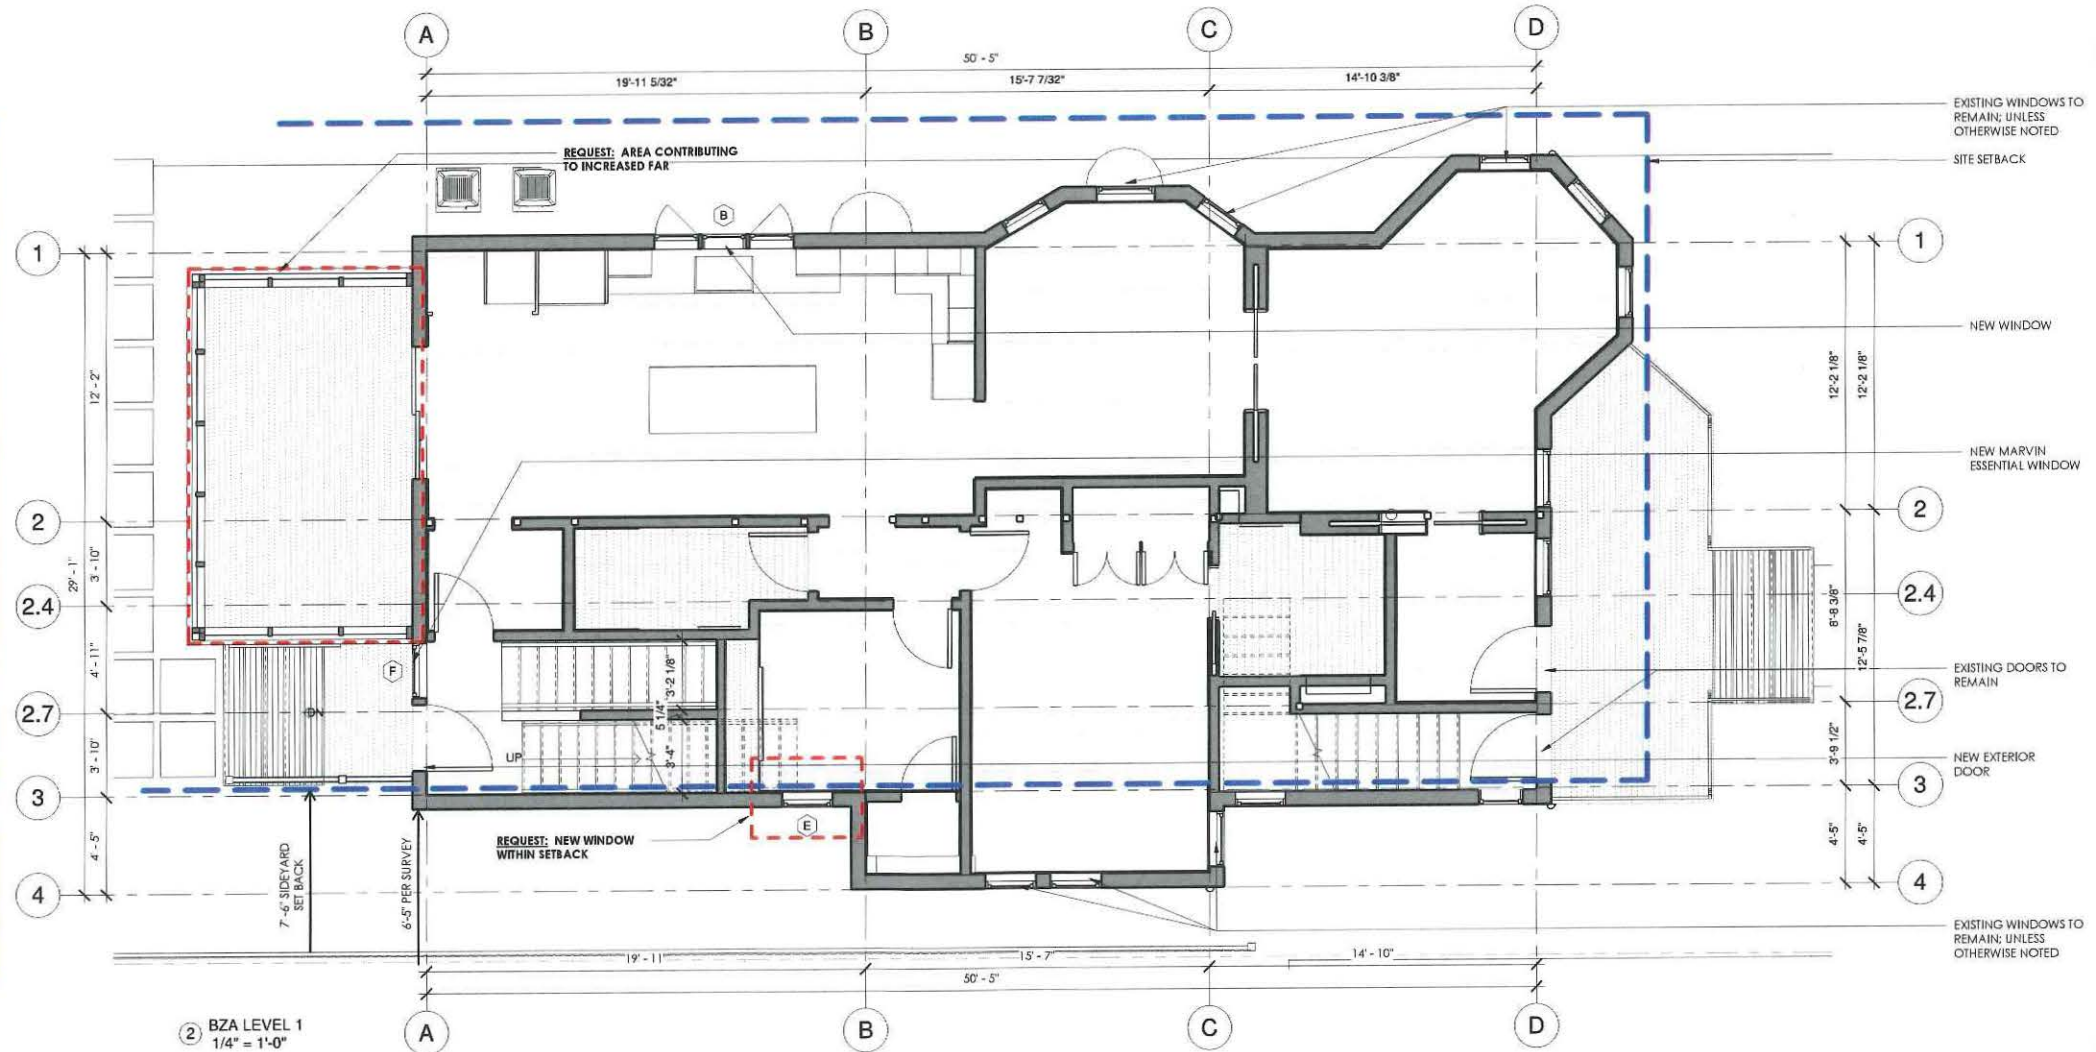 A
B
C
D
50' - 5"
19'-11 5/32"
15'-7 7/32"
14'-10 3/8"
EXISTING WINDOWS TO
REMAIN; UNLESS
OTHERWISE NOTED
REQUEST: AREA CONTRIBUTING
TO INCREASED FAR
SITE SETBACK
B
1
1
NEW WINDOW
12' - 2"
12'-2 1/8"
12'-2 1/8"
NEW MARVIN
ESSENTIAL WINDOW
2
2
29' - 1"
3' - 10"
2.4
2.4
8'-8 3/8"
4' - 11"
F
3'-2 1/8"
12'-5 7/8"
EXISTING DOORS TO
REMAIN
2.7
2.7
DN
5 1/4"
3' - 10"
UP
3'-4"
3'-9 1/2"
NEW EXTERIOR
DOOR
3
3
E
REQUEST: NEW WINDOW
WITHIN SETBACK
4' - 5"
4'-5"
4'-5"
7'-6" SIDEYARD
SET BACK
6'-5" PER SURVEY
4
4
EXISTING WINDOWS TO
REMAIN; UNLESS
OTHERWISE NOTED
19' - 11"
15' - 7"
14' - 10"
50' - 5"
A
B
C
D
2
BZA LEVEL 1
1/4" = 1'-0"